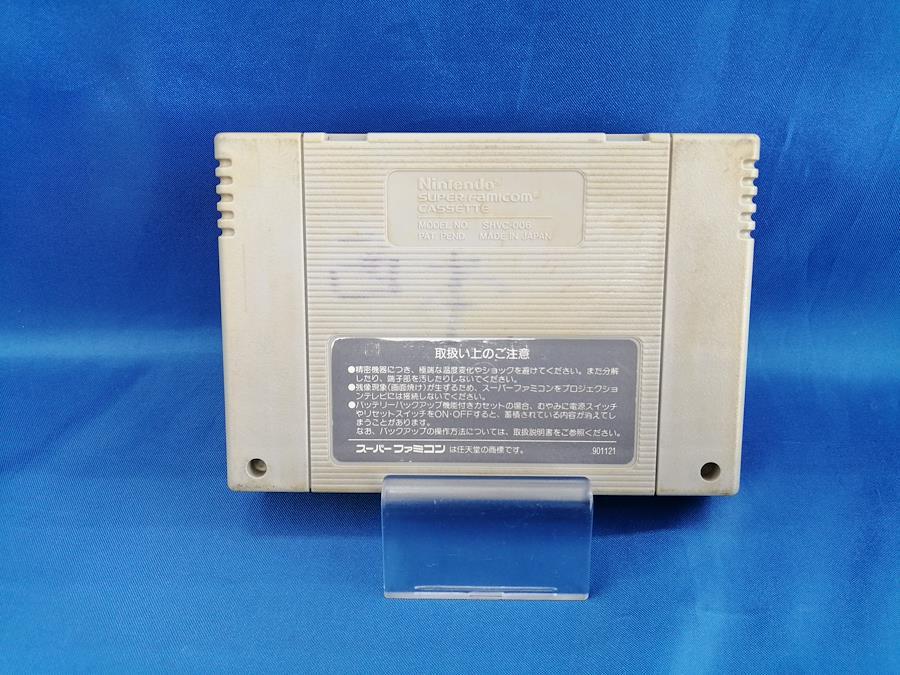 Nintendo®
SUPER Famicom®
CASSETTE
MODEL NO. SHVC-006
PAT. PEND. MADE IN JAPAN
取扱い上のご注意
●精密機器につき、極端な温度変化やショックを避けてください。また分解
したり、端子部を汚したりしないでください。
●残像現象(画面焼け)が生ずるため、スーパーファミコンをプロジェクショ
ンテレビには接続しないでください。
●バッテリーバックアップ機能付きカセットの場合、むやみに電源スイッチ
やリセットスイッチをON・OFFすると、蓄積されている内容が消えてし
まうことがあります。
なお、バックアップの操作方法については、取扱説明書をご参照ください。
スーパーファミコン は任天堂の商標です。 901121